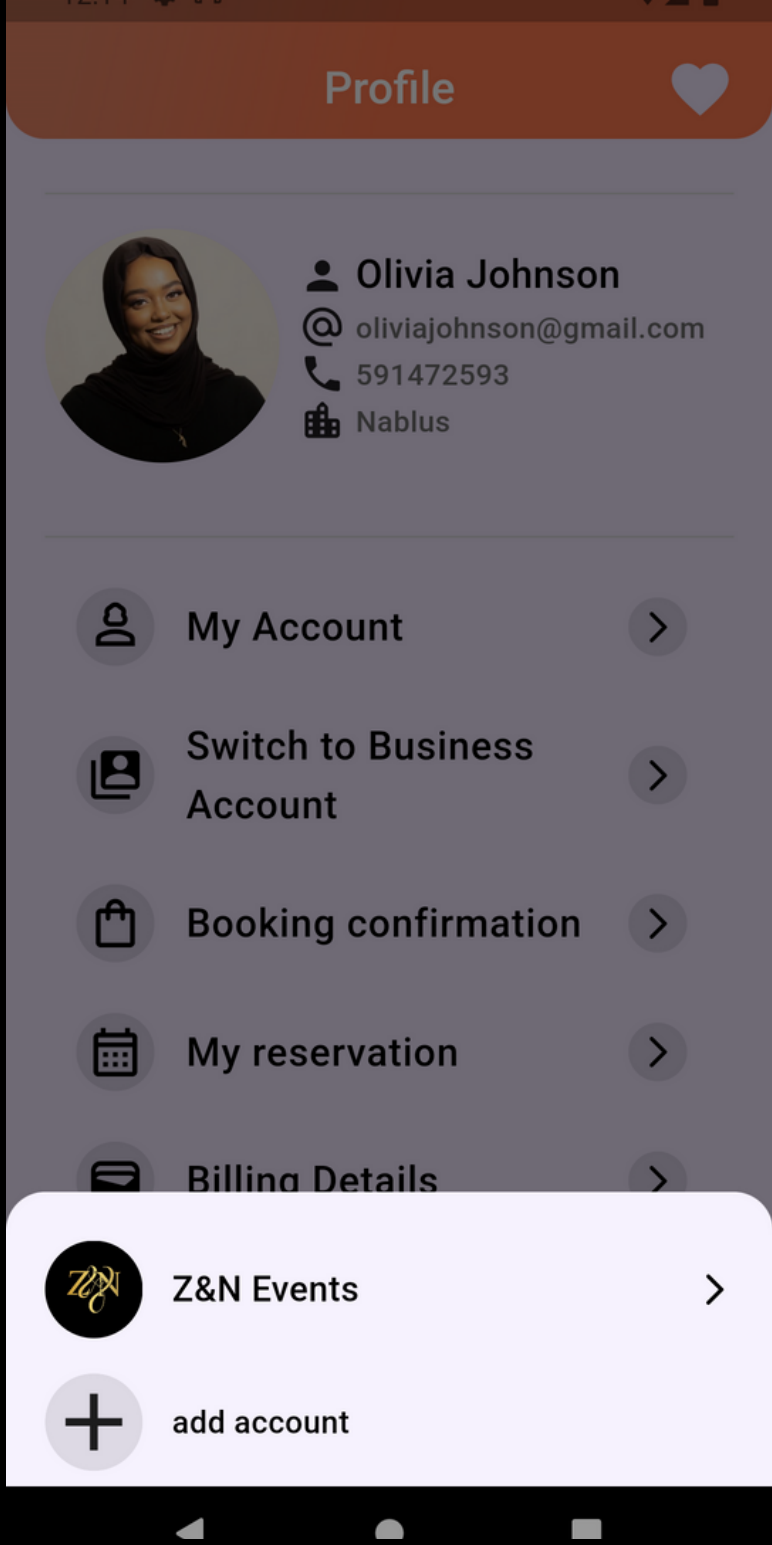 Profile
Olivia Johnson
oliviajohnson@gmail.com
591472593
Nablus
My Account
Switch to Business
Account
Booking confirmation
My reservation
Billing Details
Z&N
Z&N Events
add account